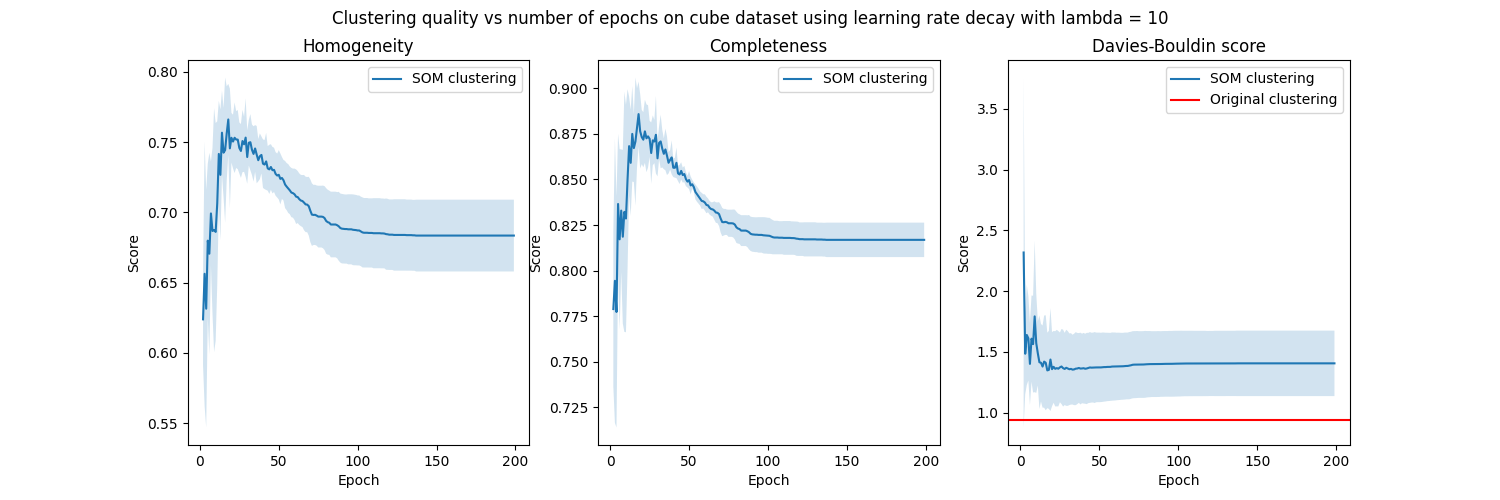 Clustering quality vs number of epochs on cube dataset using learning rate decay with lambda = 10
Homogeneity
SOM clustering
0.80
0.75
0.70
0.65
0.60
0.55
Score
0
50
100
150
200
Epoch
Completeness
SOM clustering
0.900
0.875
0.850
0.825
0.800
0.775
0.750
0.725
Score
0
50
100
150
200
Epoch
Davies-Bouldin score
SOM clustering
Original clustering
3.5
3.0
2.5
2.0
1.5
1.0
Score
0
50
100
150
200
Epoch